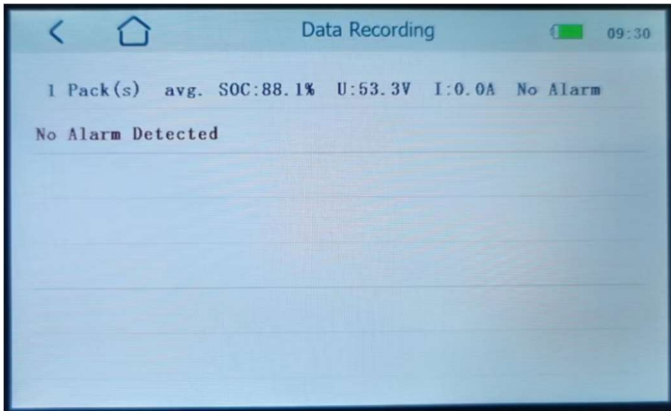 Data Recording 09:30
1 Pack(s) avg. SOC:88.1% U:53.3V I:0.0A No Alarm
No Alarm Detected